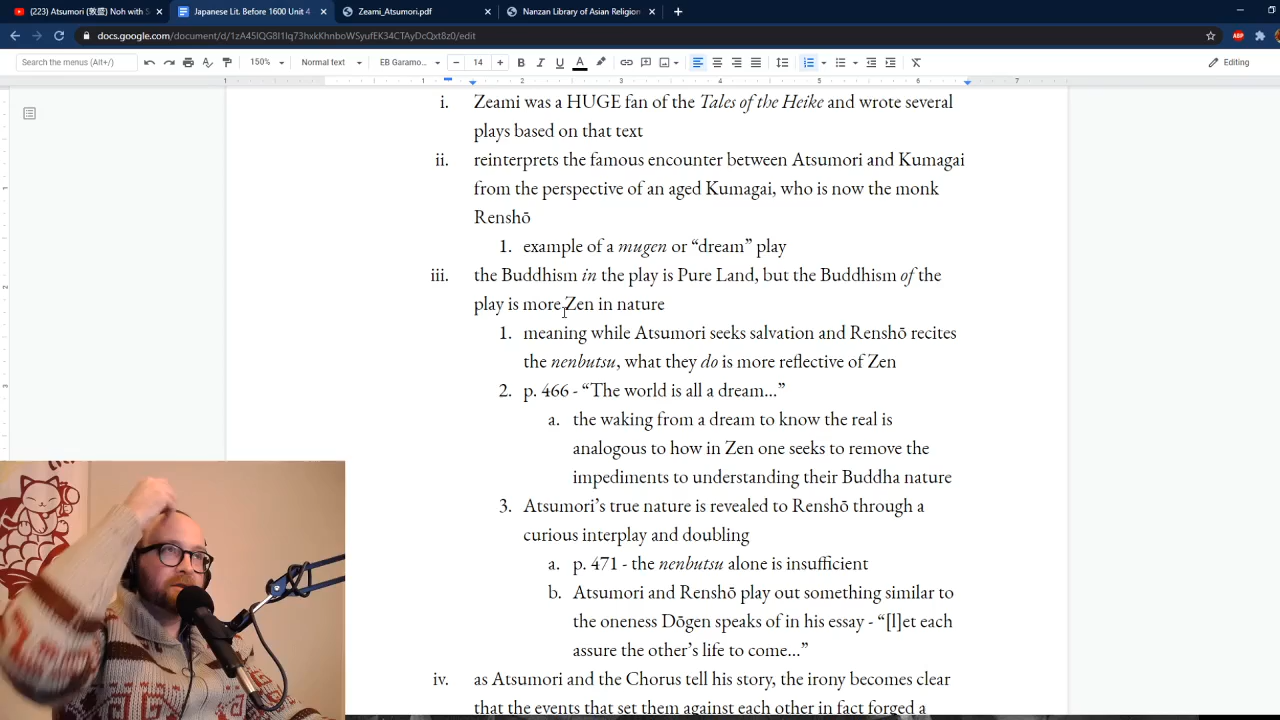 (223) Atsumori (敦盛) Noh with S
Japanese Lit. Before 1600 Unit 4
Zeami_Atsumori.pdf
Nanzan Library of Asian Religion
docs.google.com/document/d/1zA45IQG8I1Iq73hxkKhnboWSyufEK34CTAyDcQxt8z0/edit
ABP
Search the menus (Alt+/)
150%
Normal text
EB Garamo...
14
B I U A
Editing
1 1 2 3 4 5 6 7
i. Zeami was a HUGE fan of the Tales of the Heike and wrote several
plays based on that text
ii. reinterprets the famous encounter between Atsumori and Kumagai
from the perspective of an aged Kumagai, who is now the monk
Renshō
1. example of a mugen or “dream” play
iii. the Buddhism in the play is Pure Land, but the Buddhism of the
play is more Zen in nature
1. meaning while Atsumori seeks salvation and Renshō recites
the nenbutsu, what they do is more reflective of Zen
2. p. 466 - “The world is all a dream...”
a. the waking from a dream to know the real is
analogous to how in Zen one seeks to remove the
impediments to understanding their Buddha nature
3. Atsumori’s true nature is revealed to Renshō through a
curious interplay and doubling
a. p. 471 - the nenbutsu alone is insufficient
b. Atsumori and Renshō play out something similar to
the oneness Dōgen speaks of in his essay - “[l]et each
assure the other’s life to come...”
iv. as Atsumori and the Chorus tell his story, the irony becomes clear
that the events that set them against each other in fact forged a